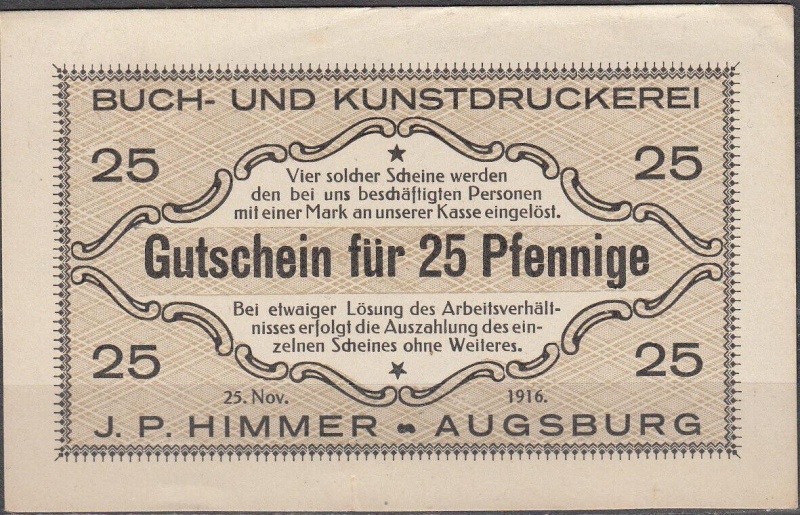 BUCH- UND KUNSTDRUCKEREI
25 25
Vier solcher Scheine werden
den bei uns beschäftigten Personen
mit einer Mark an unserer Kasse eingelöst.
Gutschein für 25 Pfennige
Bei etwaiger Lösung des Arbeitsverhält-
nisses erfolgt die Auszahlung des ein-
zelnen Scheines ohne Weiteres.
25 25
25. Nov. 1916.
J. P. HIMMER AUGSBURG